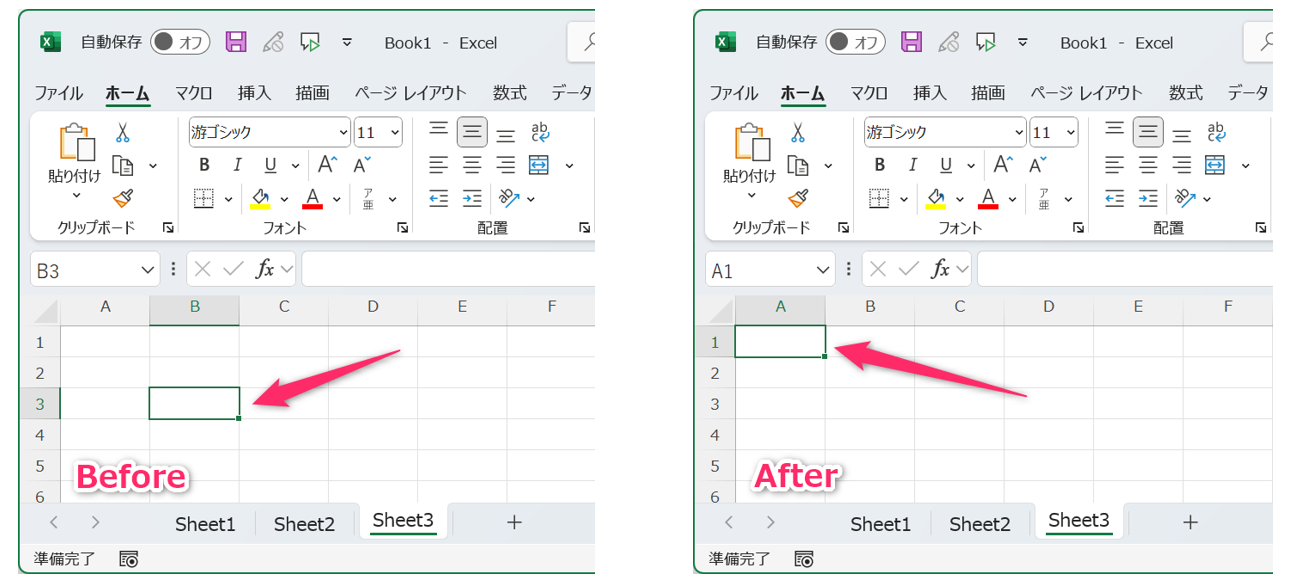 自動保存 オフ Book1 - Excel
ファイル ホーム マクロ 挿入 描画 ページ レイアウト 数式 データ
游ゴシック 11 ab c
貼り付け B I U A A
A ア 亜
クリップボード フォント 配置
B3 fx
A B C D E F
1
2
3
4
5
6
Before
Sheet1 Sheet2 Sheet3 +
準備完了
自動保存 オフ Book1 - Excel
ファイル ホーム マクロ 挿入 描画 ページ レイアウト 数式 データ
游ゴシック 11 ab c
貼り付け B I U A A
A ア 亜
クリップボード フォント 配置
A1 fx
A B C D E F
1
2
3
4
5
6
After
Sheet1 Sheet2 Sheet3 +
準備完了